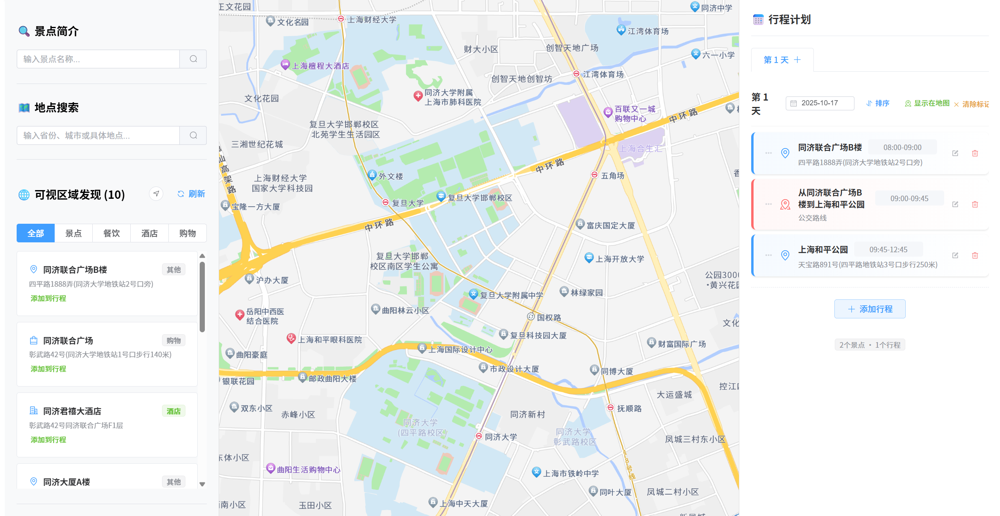 景点简介
输入景点名称...
地点搜索
输入省份、城市或具体地点...
可视区域发现 (10)
刷新
全部
景点
餐饮
酒店
购物
同济联合广场B楼
其他
四平路1888弄(同济大学地铁站2号口旁)
添加到行程
同济联合广场
购物
彰武路42号(同济大学地铁站1号口步行140米)
添加到行程
同济君禧大酒店
酒店
彰武路42号同济联合广场F1层
添加到行程
同济大厦A楼
其他
正文花园
文化名园
上海财经大学
同济中学
江湾体育场
财大小区
创智天地广场
六一小学
上海檀程大酒店
江湾体育场
创智天地创智坊
文化花园
同济大学附属
上海市肺科医院
百联又一城
购物中心
中环路
复旦大学邯郸校区
北苑学生生活园区
三湘世纪花城
上海合生汇
仙高架路
中环路
上海财经大学
国家大学科技园
外文楼
五角场
复旦大学邯郸校区
复旦大学
宝隆一方大厦
中环路
富庆国定大厦
复旦大学邯郸
校区南区学生公寓
上海开放大学
沪办大厦
公园300
·黄兴花园
复旦大学附属中学
林绿家园
岳阳中西医
结合医院
曲阳林云小区
国权路
文化
上海和平眼科医院
复旦科技园大厦
财富国际广场
曲阳豪庭
上海国际设计中心
市政设计大厦
同博大厦
银联花园
邮政曲阳大楼
控江
大运盛城
双东小区
赤峰小区
同济新村
抚顺路
同济大学
(四平路校区)
同济大学
彰武路校区
同济大学
凤城三村东小区
东体小区
18号线
曲阳生活购物中心
上海市铁岭中学
同叶大厦
凤城二村小区
南小区
玉田小区
上海中天大厦
行程计划
第 1 天
第 1
天
2025-10-17
排序
显示在地图
清除标记
同济联合广场B楼
08:00-09:00
四平路1888弄(同济大学地铁站2号口旁)
从同济联合广场B
楼到上海和平公园
09:00-09:45
公交路线
上海和平公园
09:45-12:45
天宝路891号(四平路地铁站3号口步行250米)
添加行程
2个景点 · 1个行程